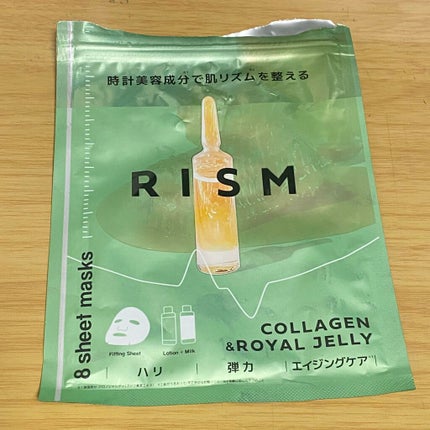 時計美容成分で肌リズムを整える
RISM
8 sheet masks
Fitting Sheet
Lotion + Milk
COLLAGEN
&ROYAL JELLY
ハリ
弾力
エイジングケア